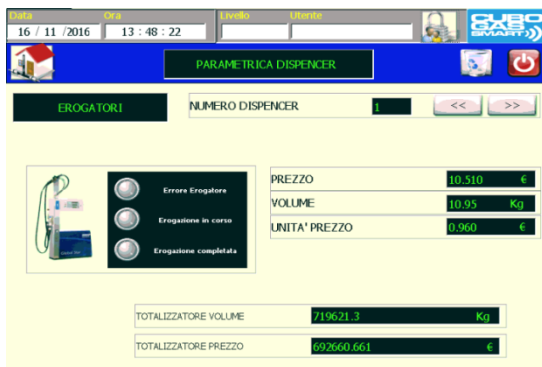 Data Ora Livello Utente
16 / 11 /2016 13 : 48 : 22
CUBO GAS SMART
PARAMETRICA DISPENCER
EROGATORI NUMERO DISPENCER 1 << >>
Errore Erogatore
Erogazione in corso
Erogazione completata
PREZZO 10.510 €
VOLUME 10.95 Kg
UNITA' PREZZO 0.960 €
TOTALIZZATORE VOLUME 719621.3 Kg
TOTALIZZATORE PREZZO 692660.661 €